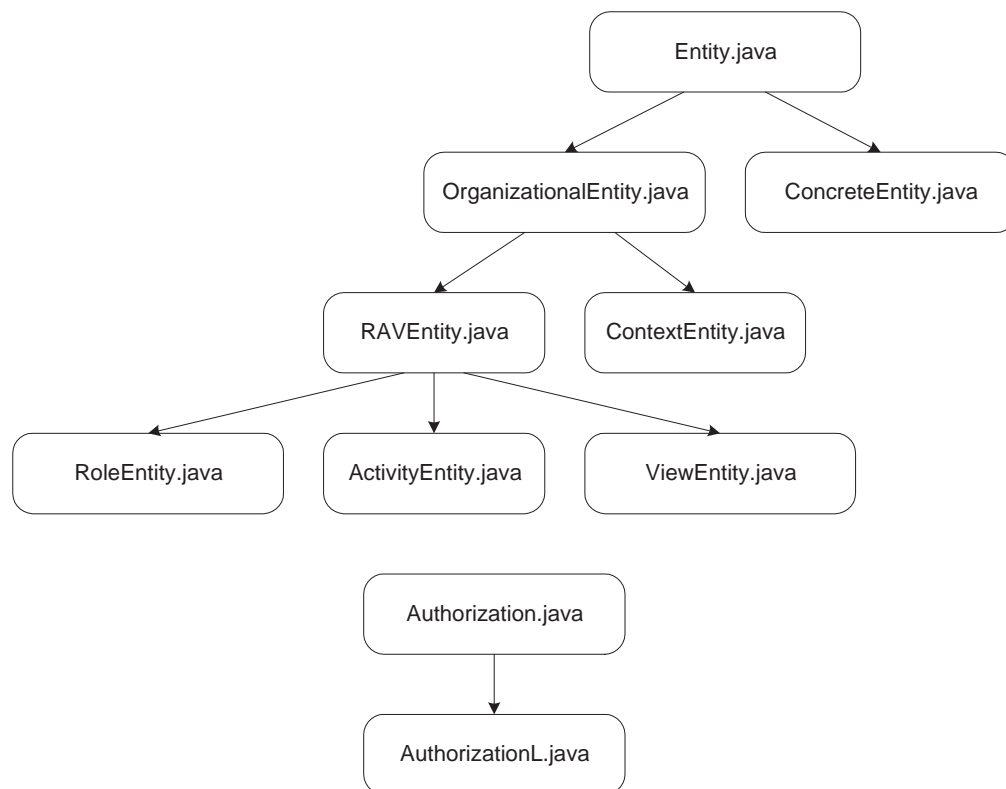 Entity.java
OrganizationalEntity.java
ConcreteEntity.java
RAVEntity.java
ContextEntity.java
RoleEntity.java
ActivityEntity.java
ViewEntity.java
Authorization.java
AuthorizationL.java